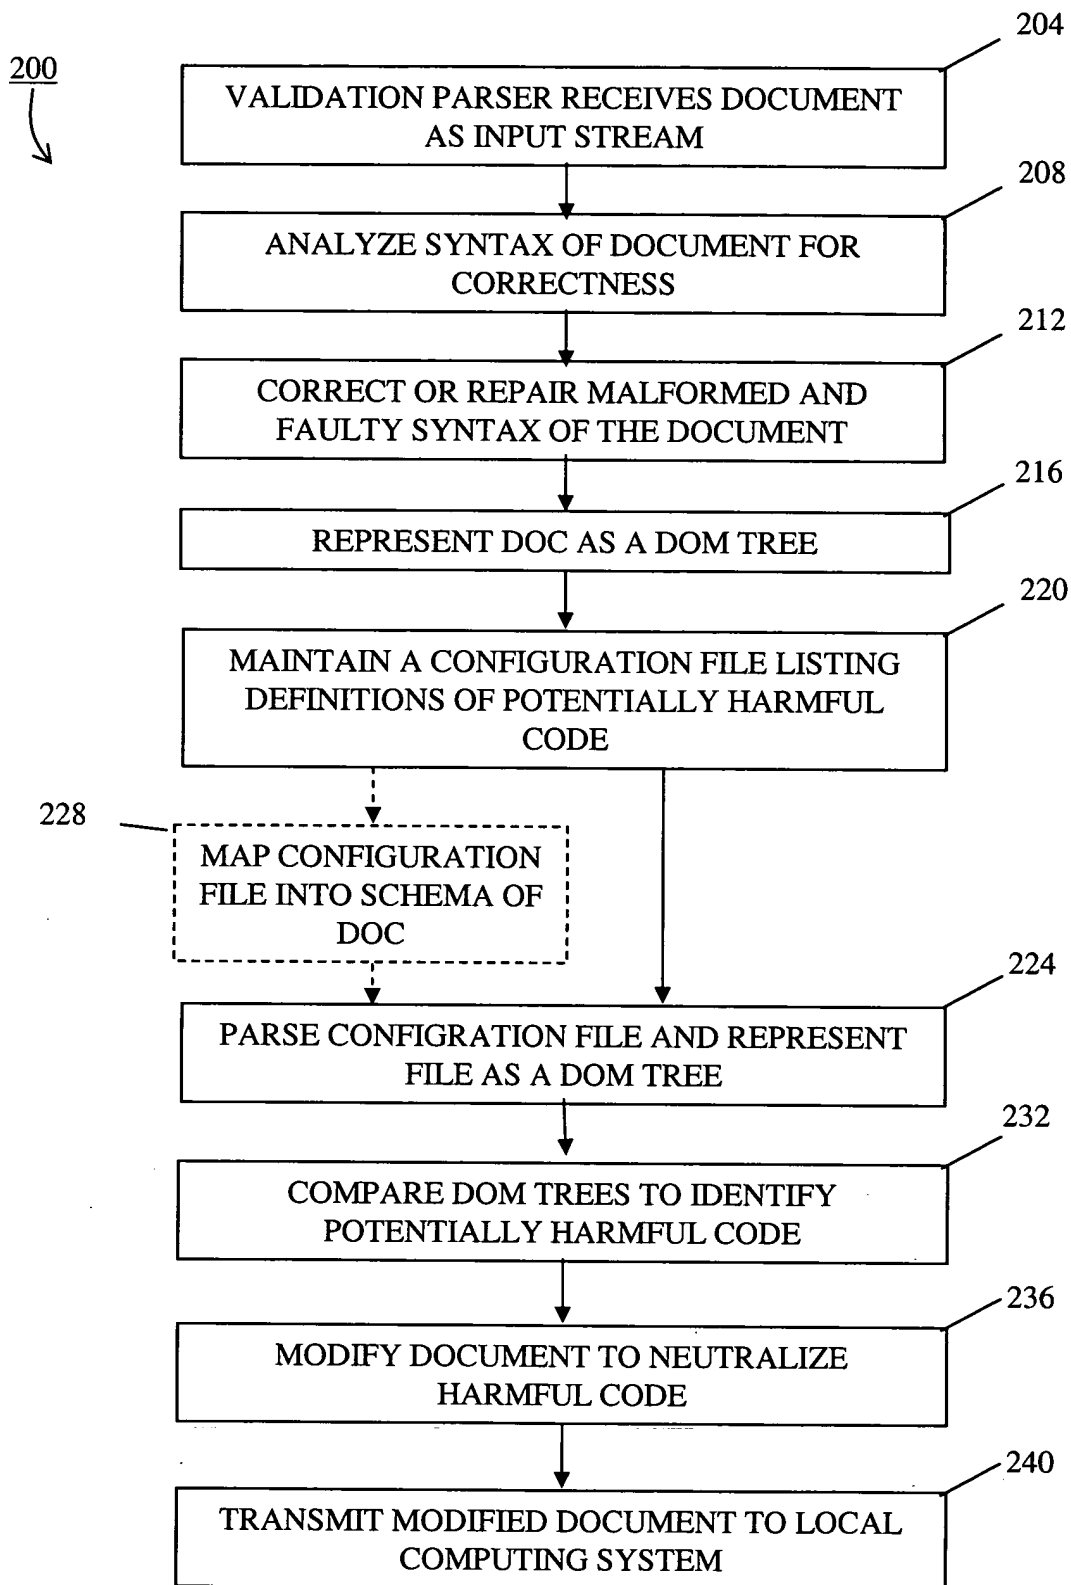 204
200
VALIDATION PARSER RECEIVES DOCUMENT
AS INPUT STREAM
208
ANALYZE SYNTAX OF DOCUMENT FOR
CORRECTNESS
212
CORRECT OR REPAIR MALFORMED AND
FAULTY SYNTAX OF THE DOCUMENT
216
REPRESENT DOC AS A DOM TREE
220
MAINTAIN A CONFIGURATION FILE LISTING
DEFINITIONS OF POTENTIALLY HARMFUL
CODE
228
MAP CONFIGURATION
FILE INTO SCHEMA OF
DOC
224
PARSE CONFIGRATION FILE AND REPRESENT
FILE AS A DOM TREE
232
COMPARE DOM TREES TO IDENTIFY
POTENTIALLY HARMFUL CODE
236
MODIFY DOCUMENT TO NEUTRALIZE
HARMFUL CODE
240
TRANSMIT MODIFIED DOCUMENT TO LOCAL
COMPUTING SYSTEM